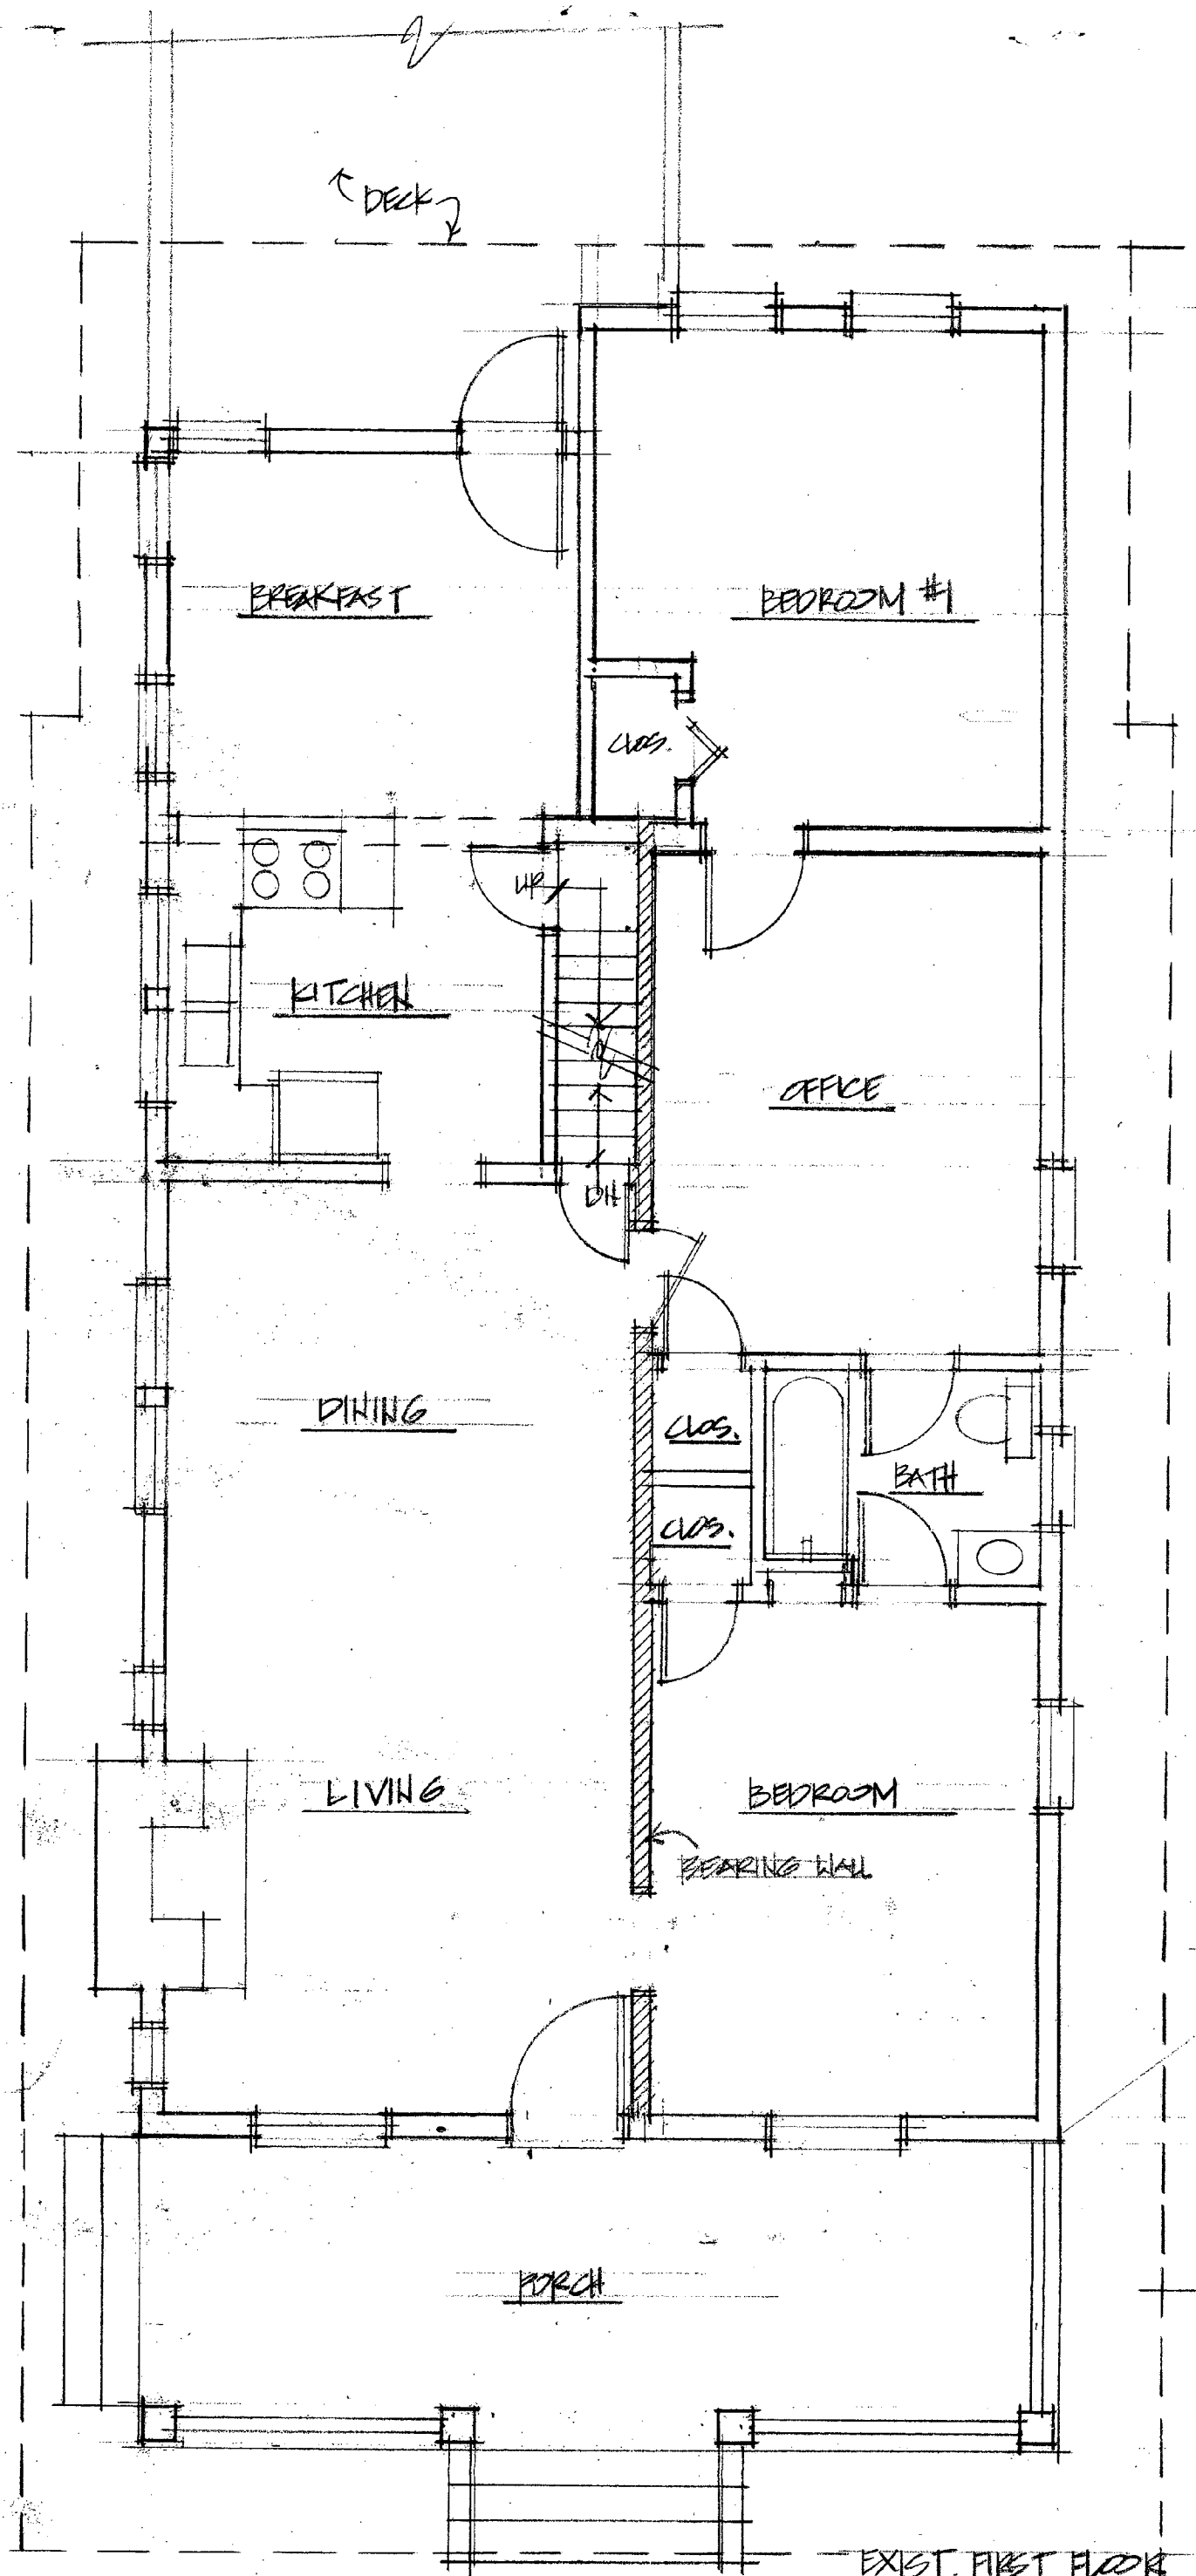 DECK
BREAKFAST
BEDROOM #1
CLOS.
UP
KITCHEN
OFFICE
DN
DINING
CLOS.
BATH
CLOS.
LIVING
BEDROOM
BEARING WALL
PORCH
EXIST. FIRST FLOOR